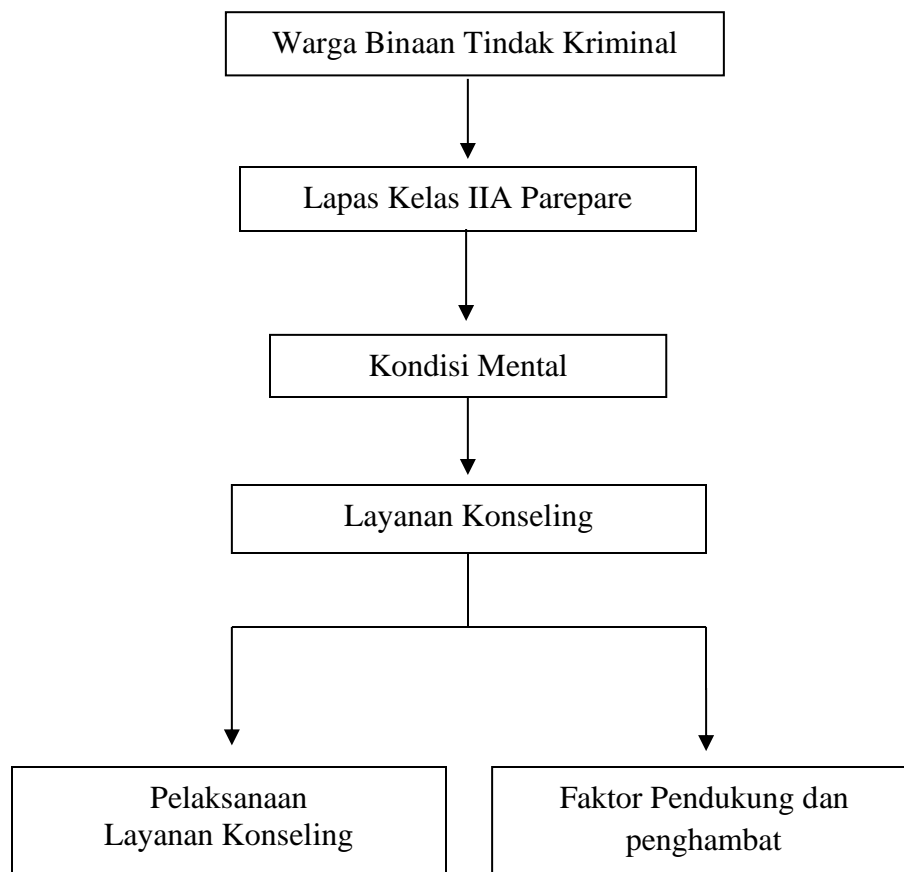 Warga Binaan Tindak Kriminal
Lapas Kelas IIA Parepare
Kondisi Mental
Layanan Konseling
Pelaksanaan
Layanan Konseling
Faktor Pendukung dan
penghambat